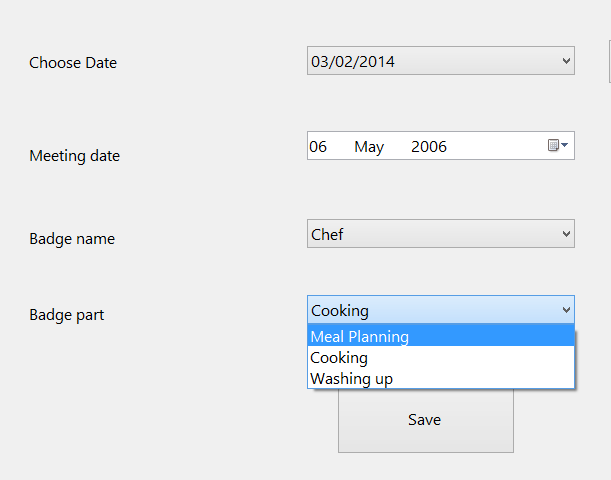 Choose Date 03/02/2014
Meeting date 06 May 2006
Badge name Chef
Badge part Cooking
Meal Planning
Cooking
Washing up
Save